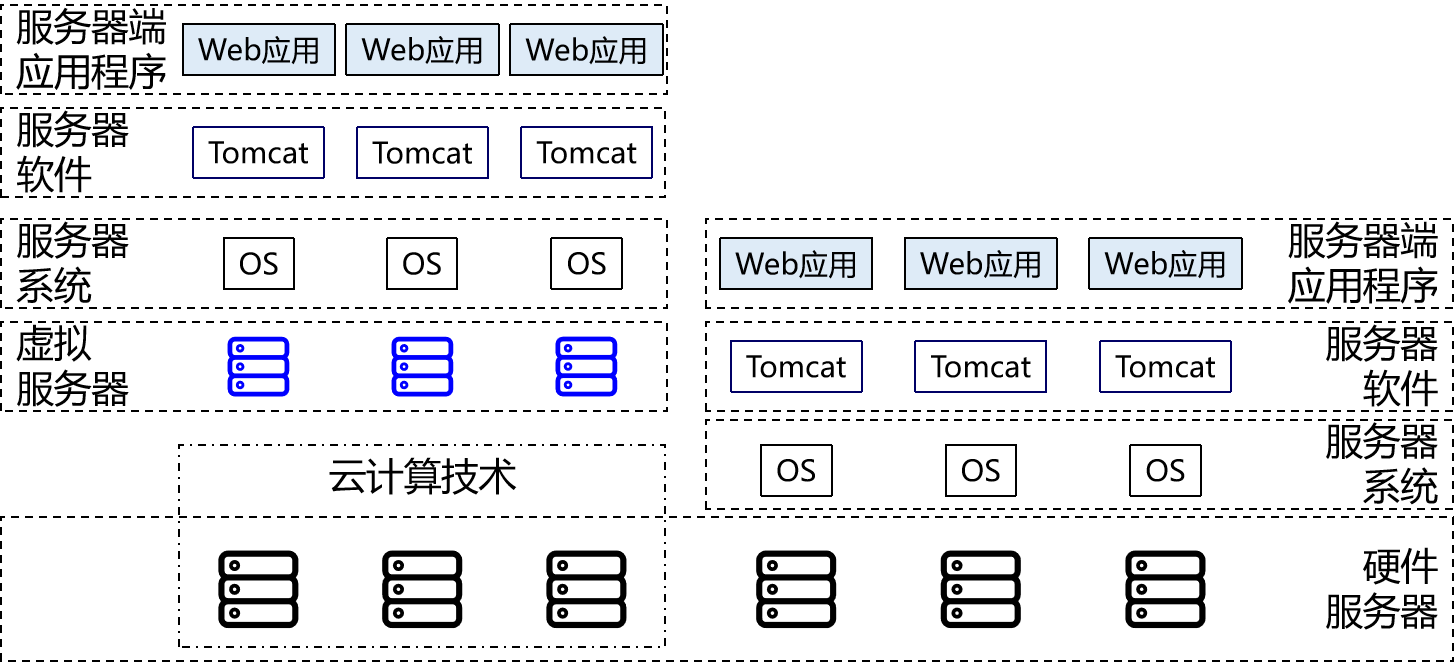 服务器端
应用程序
Web应用 Web应用 Web应用
服务器
软件
Tomcat Tomcat Tomcat
服务器
系统
OS OS OS
虚拟
服务器
云计算技术
Web应用 Web应用 Web应用
服务器端
应用程序
Tomcat Tomcat Tomcat
服务器
软件
OS OS OS
服务器
系统
硬件
服务器